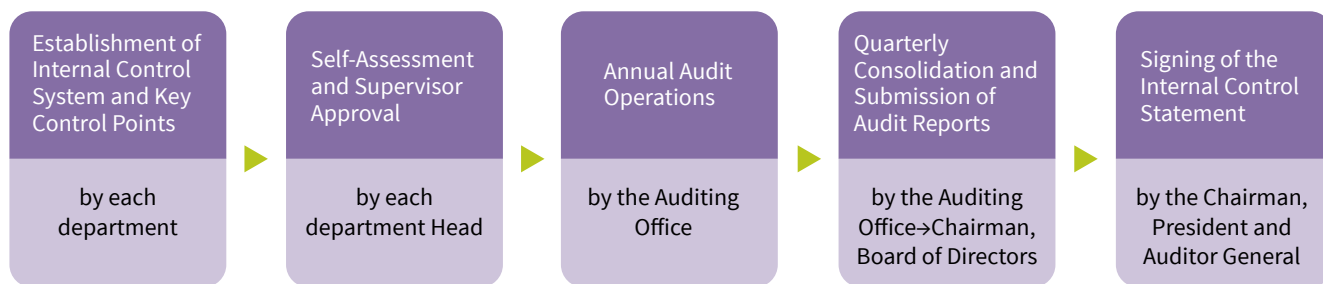 Establishment of
Internal Control
System and Key
Control Points
by each
department
Self-Assessment
and Supervisor
Approval
by each
department Head
Annual Audit
Operations
by the Auditing
Office
Quarterly
Consolidation and
Submission of
Audit Reports
by the Auditing
Office→Chairman,
Board of Directors
Signing of the
Internal Control
Statement
by the Chairman,
President and
Auditor General